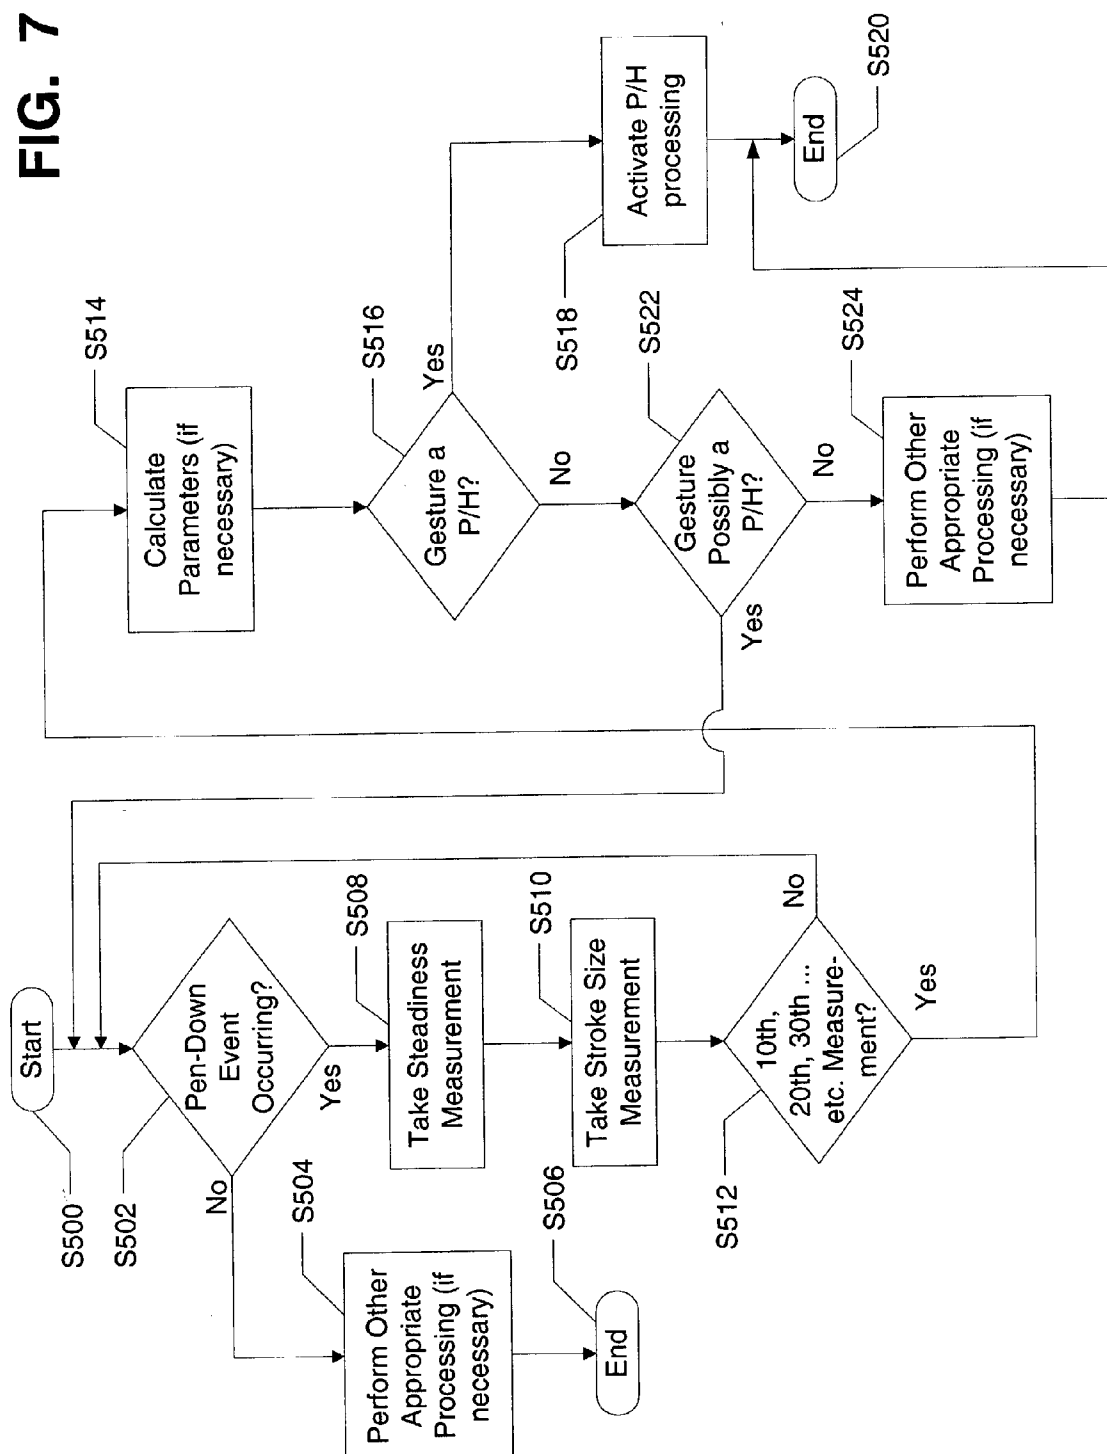 FIG. 7
Start
S500
Pen-Down
Event
Occurring?
S502
No
Yes
Perform Other
Appropriate
Processing (if
necessary)
S504
End
S506
Take Steadiness
Measurement
S508
Take Stroke Size
Measurement
S510
10th,
20th, 30th ...
etc. Measure-
ment?
S512
No
Yes
Calculate
Parameters (if
necessary)
S514
Gesture a
P/H?
S516
Yes
No
Activate P/H
processing
S518
End
S520
Gesture
Possibly a
P/H?
S522
Yes
No
Perform Other
Appropriate
Processing (if
necessary)
S524